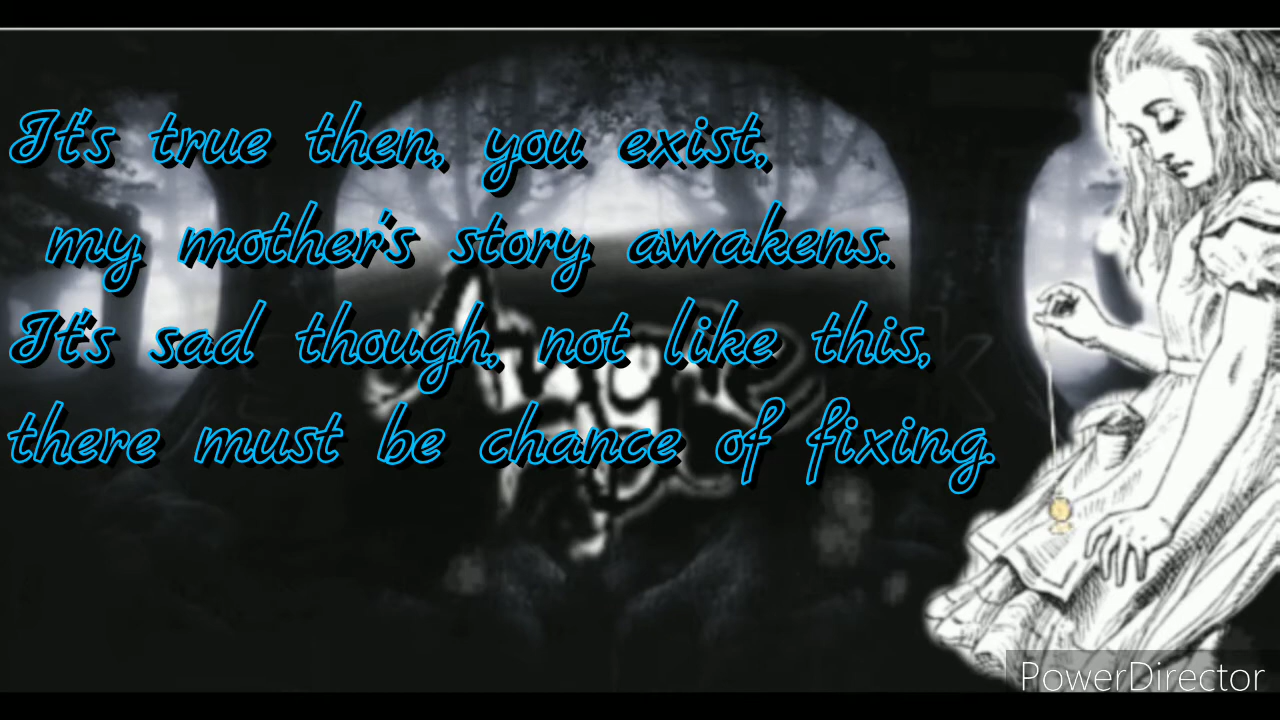 It's true then, you exist,
my mother's story awakens.
It's sad though, not like this,
there must be chance of fixing.
PowerDirector